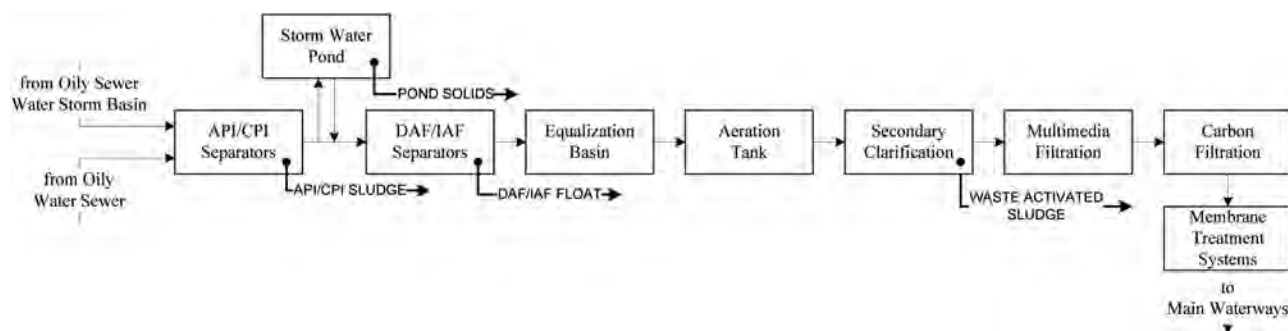 Storm Water
Pond
from Oily Sewer
Water Storm Basin
POND SOLIDS
API/CPI
Separators
DAF/IAF
Separators
Equalization
Basin
Aeration
Tank
Secondary
Clarification
Multimedia
Filtration
Carbon
Filtration
from Oily
Water Sewer
API/CPI SLUDGE
DAF/IAF FLOAT
WASTE ACTIVATED
SLUDGE
Membrane
Treatment
Systems
to
Main Waterways